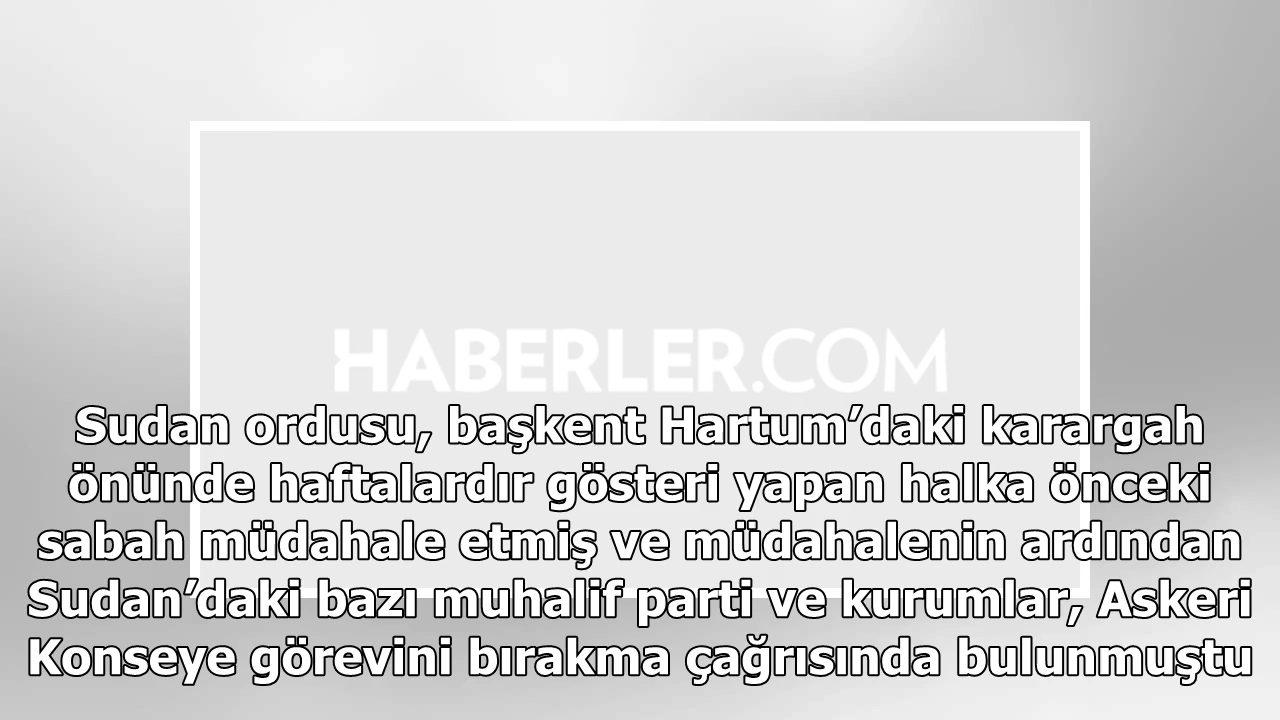 HABERLER.COM
Sudan ordusu, başkent Hartum’daki karargah
önünde haftalardır gösteri yapan halka önceki
sabah müdahale etmiş ve müdahalenin ardından
Sudan’daki bazı muhalif parti ve kurumlar, Askeri
Konseye görevini bırakma çağrısında bulunmuştu